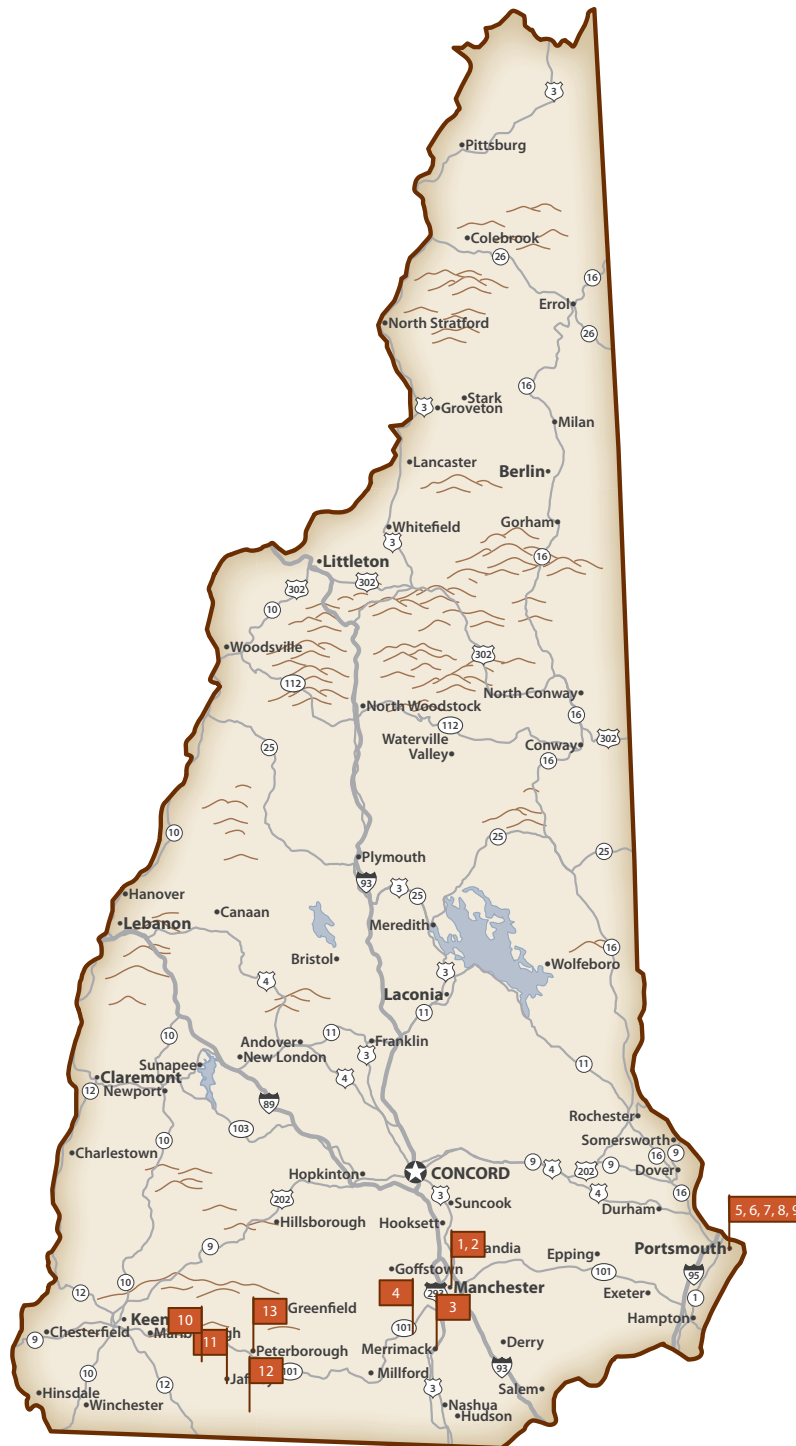 3
Pittsburg
Colebrook
26
16
Errol
North Stratford
26
16
Stark
3
Groveton
Milan
Lancaster
Berlin
Whitefield
Gorham
3
16
Littleton
302
302
10
Woodsville
302
112
North Conway
North Woodstock
16
112
Waterville
Valley
302
25
Conway
16
10
25
25
Plymouth
93
3
25
Hanover
Canaan
Lebanon
Meredith
16
Bristol
Wolfeboro
3
4
Laconia
11
10
11
Andover
Franklin
New London
3
Sunapee
11
4
Claremont
12
Newport
89
103
Rochester
10
Somersworth
9
16
Charlestown
9
4
202
9
Dover
Hopkinton
CONCORD
16
202
3
4
Suncook
Durham
Hillsborough
Hooksett
5, 6, 7, 8, 9
1, 2
andia
9
Epping
Portsmouth
Goffstown
101
95
10
12
293
Manchester
4
Exeter
1
13
Greenfield
3
Hampton
10
Keen
101
Chesterfield
9
11
Merrimack
Derry
Peterborough
12
101
Millford
93
10
Jaf
12
3
Salem
Hinsdale
Winchester
Nashua
Hudson